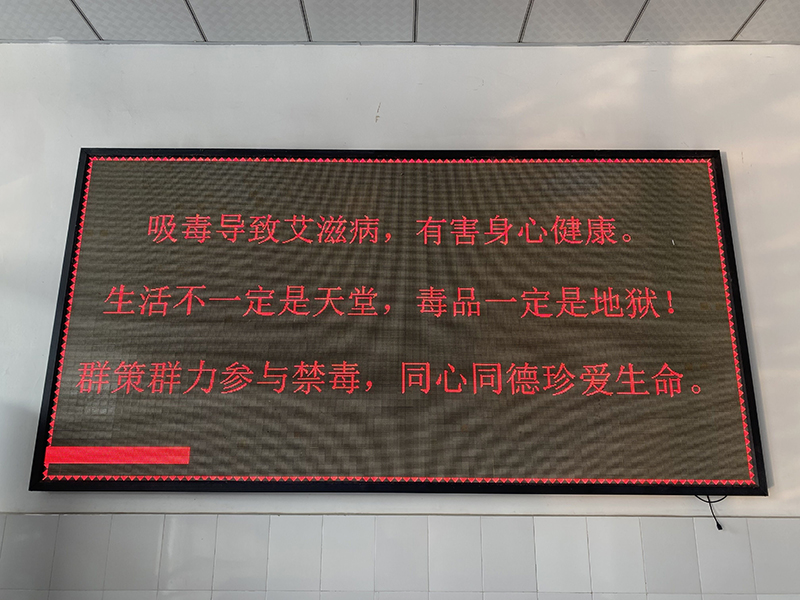 吸毒导致艾滋病，有害身心健康。
生活不一定是天堂，毒品一定是地狱！
群策群力参与禁毒，同心同德珍爱生命。